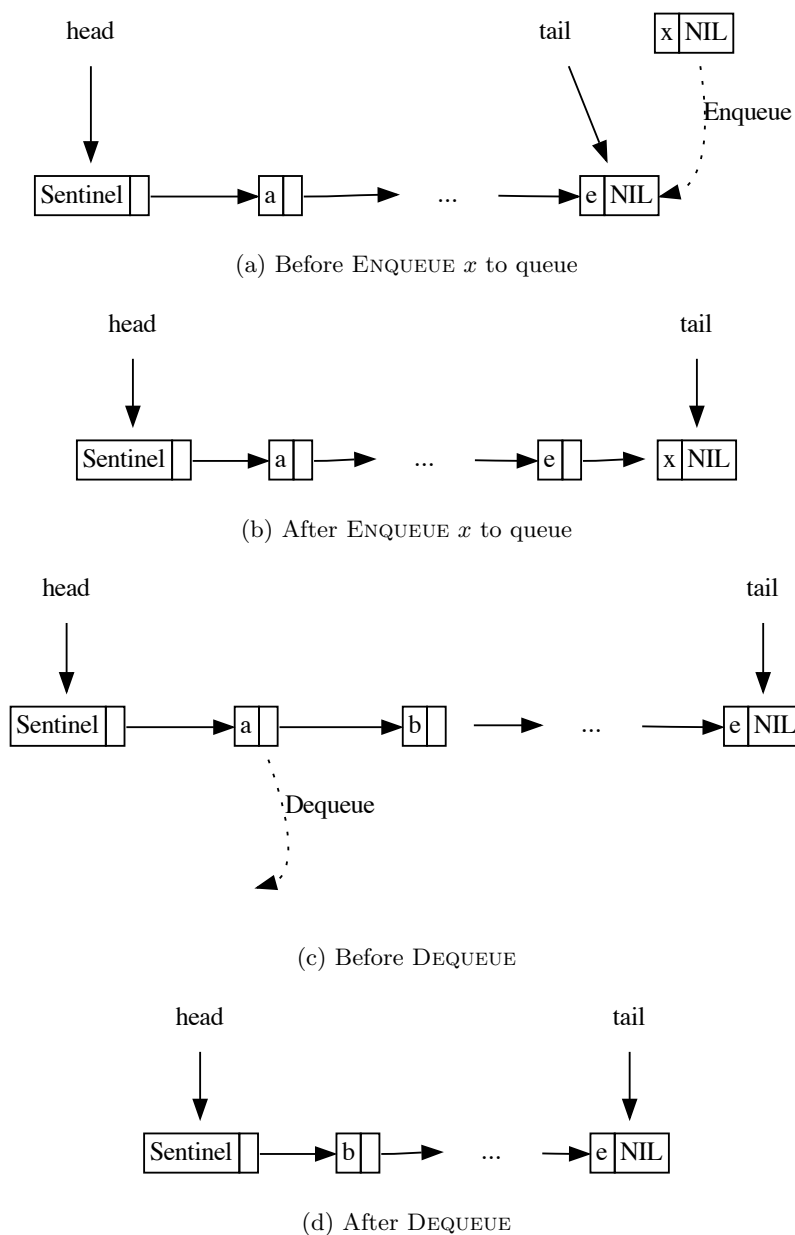 head tail x NIL
Enqueue
Sentinel a ... e NIL
(a) Before ENQUEUE x to queue
head tail
Sentinel a ... e x NIL
(b) After ENQUEUE x to queue
head tail
Sentinel a b ... e NIL
Dequeue
(c) Before DEQUEUE
head tail
Sentinel b ... e NIL
(d) After DEQUEUE